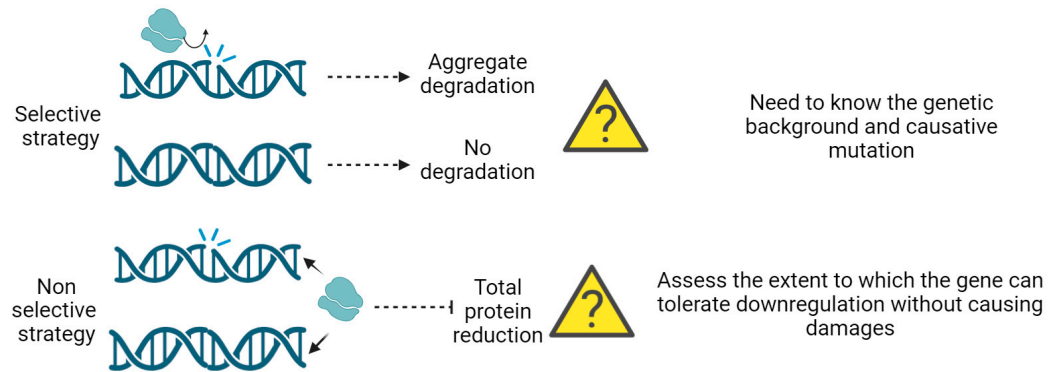 Selective
strategy
Aggregate
degradation
No
degradation
?
Need to know the genetic
background and causative
mutation
Non
selective
strategy
Total
protein
reduction
?
Assess the extent to which the gene can
tolerate downregulation without causing
damages